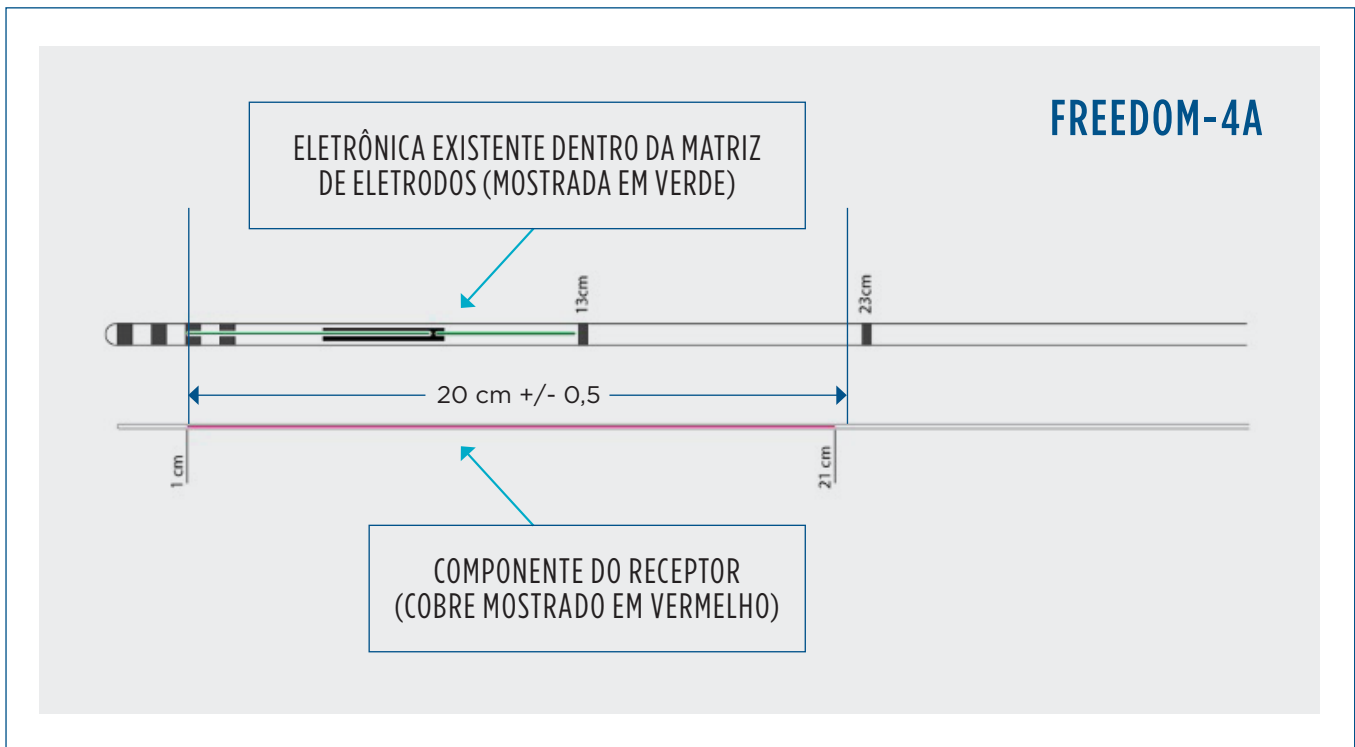 FREEDOM-4A
ELETRÔNICA EXISTENTE DENTRO DA MATRIZ
DE ELETRODOS (MOSTRADA EM VERDE)
13cm
23cm
20 cm +/- 0,5
1 cm
21 cm
COMPONENTE DO RECEPTOR
(COBRE MOSTRADO EM VERMELHO)